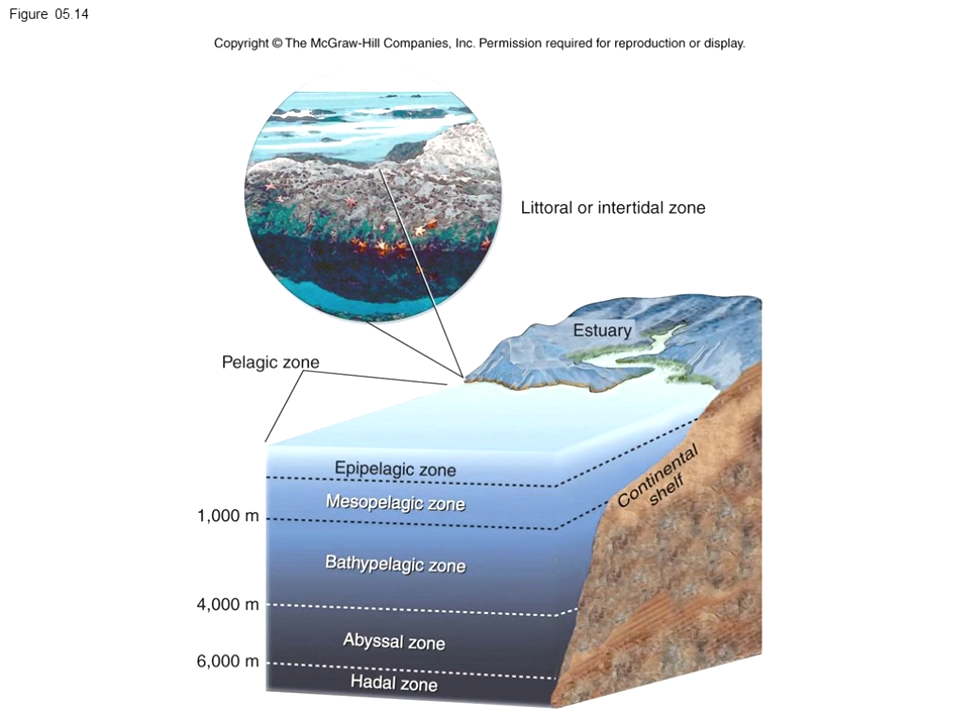 Figure 05.14
Copyright © The McGraw-Hill Companies, Inc. Permission required for reproduction or display.
Littoral or intertidal zone
Estuary
Pelagic zone
Epipelagic zone
Mesopelagic zone
Continental
shelf
1,000 m
Bathypelagic zone
4,000 m
Abyssal zone
6,000 m
Hadal zone